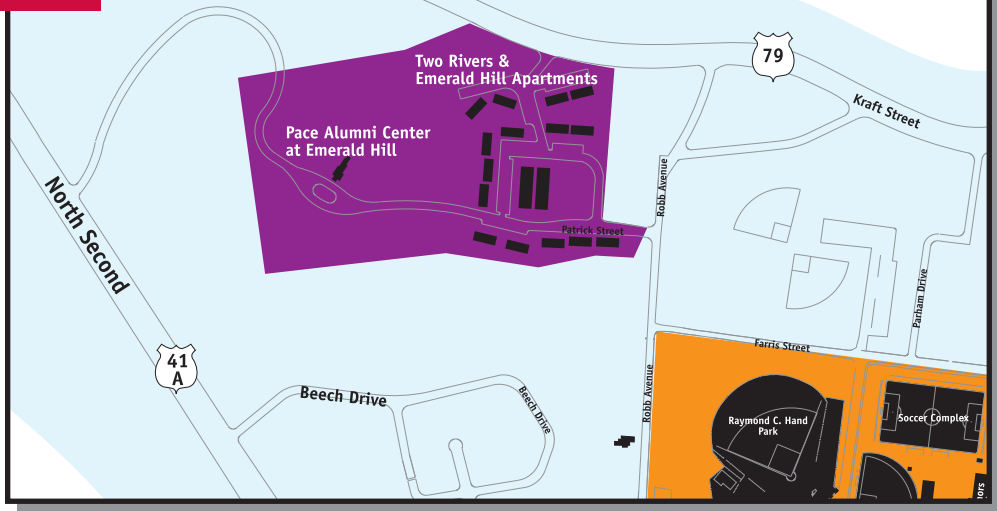 Two Rivers &
Emerald Hill Apartments
79
Kraft Street
Pace Alumni Center
at Emerald Hill
Robb Avenue
North Second
Patrick Street
Parham Drive
Farris Street
41
A
Beech Drive
Beech Drive
Robb Avenue
Raymond C. Hand
Park
Soccer Complex